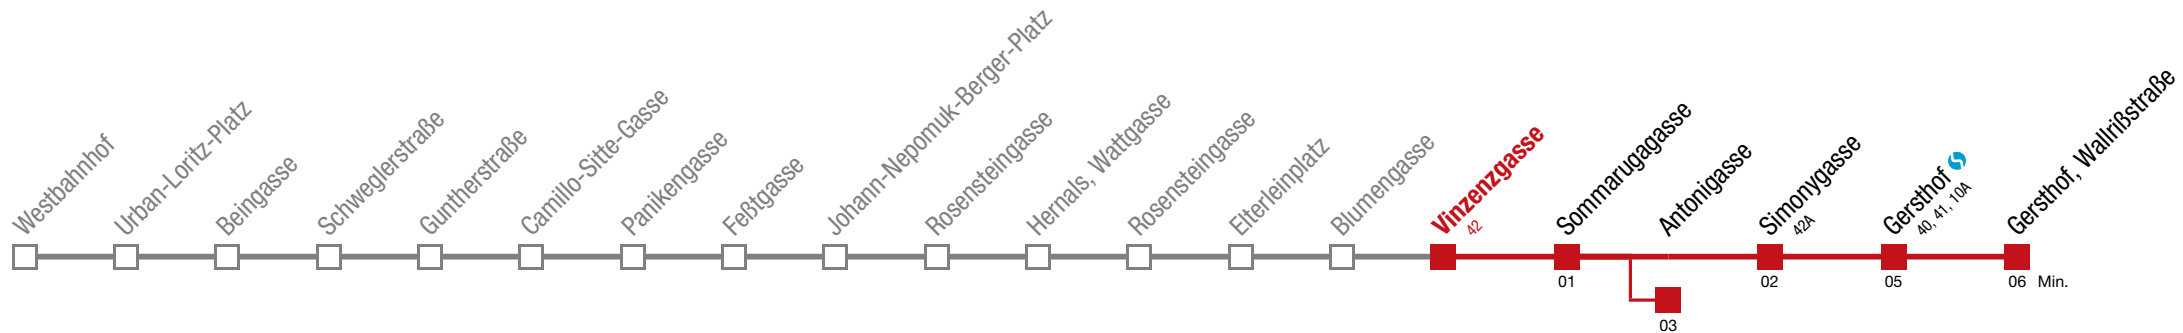 Westbahnhof
Urban-Loritz-Platz
Beingasse
Schweglerstraße
Guntherstraße
Camillo-Sitte-Gasse
Panikengasse
Feßtgasse
Johann-Nepomuk-Berger-Platz
Rosensteingasse
Hernals, Wattgasse
Rosensteingasse
Elterleinplatz
Blumengasse
Vinzenzgasse
42
Sommarugagasse
Antonigasse
Simonygasse
42A
Gersthof
40, 41, 10A
Gersthof, Wallrißstraße
01
02
05
06 Min.
03